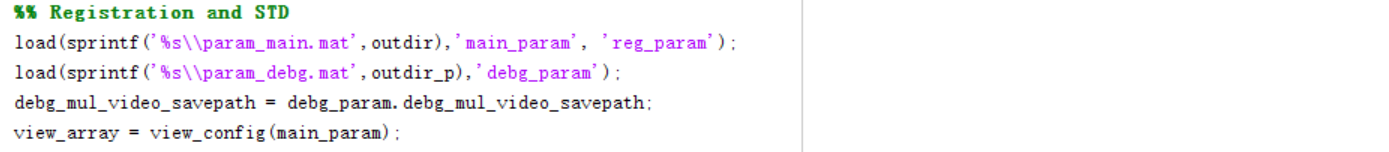 %% Registration and STD
load(sprintf('%s\\param_main.mat',outdir),'main_param', 'reg_param');
load(sprintf('%s\\param_debg.mat',outdir_p),'debg_param');
debg_mul_video_savepath = debg_param.debg_mul_video_savepath;
view_array = view_config(main_param);